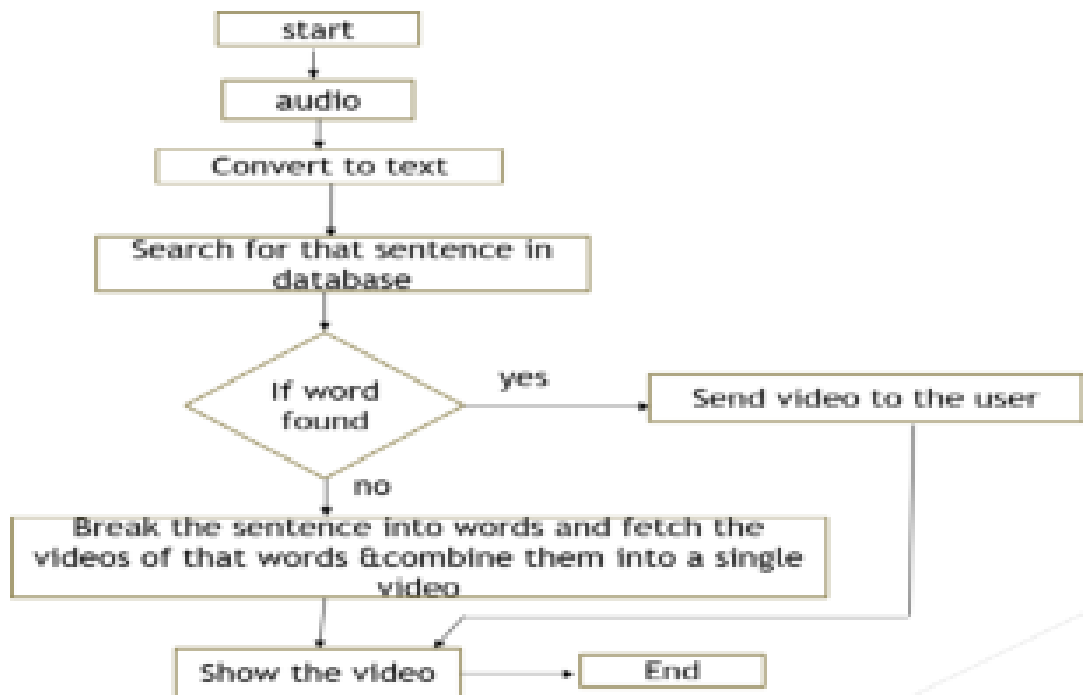 start
audio
Convert to text
Search for that sentence in
database
If word
found
yes
Send video to the user
no
Break the sentence into words and fetch the
videos of that words &combine them into a single
video
Show the video
End